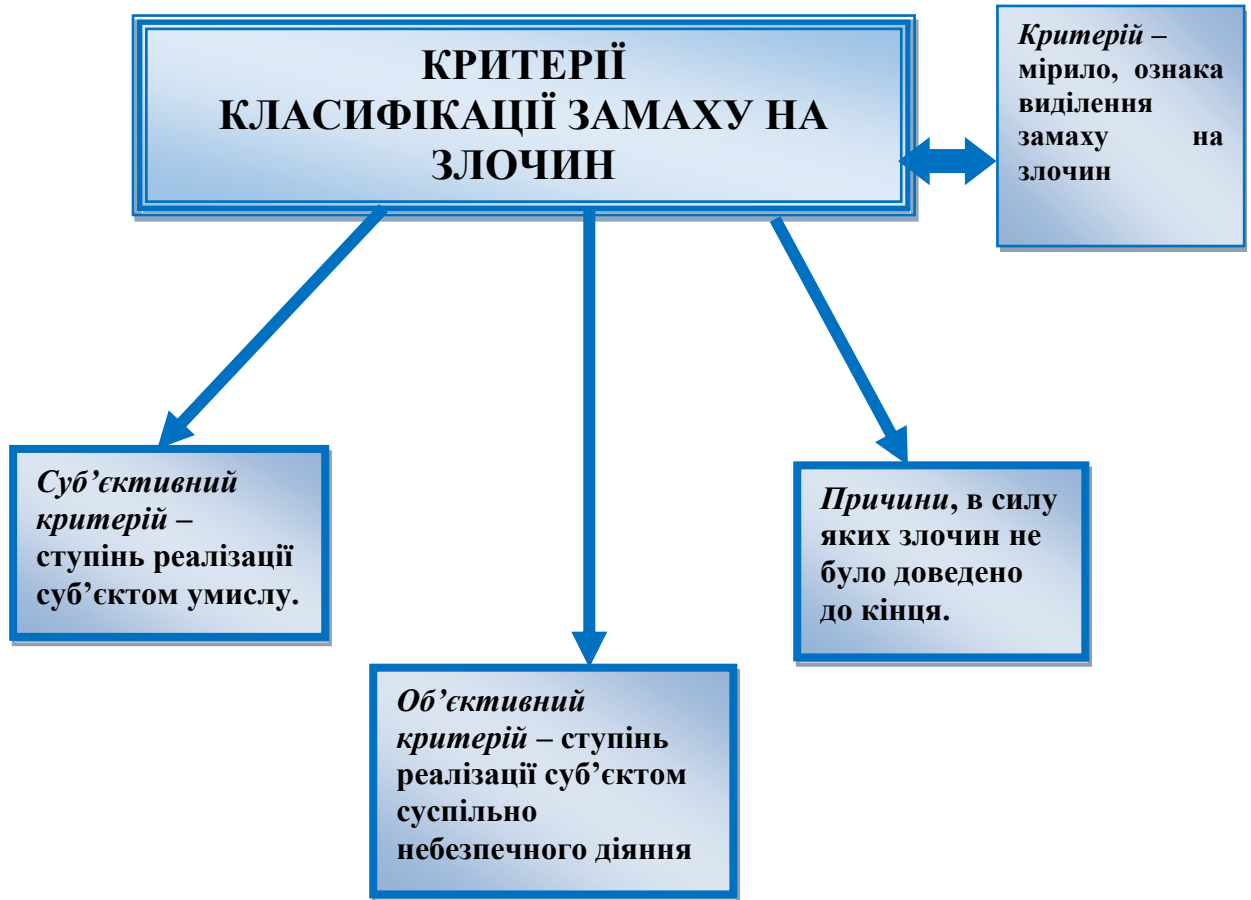 КРИТЕРІЇ
КЛАСИФІКАЦІЇ ЗАМАХУ НА
ЗЛОЧИН
Критерій –
мірило, ознака
виділення
замаху на
злочин
Суб’єктивний
критерій –
ступінь реалізації
суб’єктом умислу.
Об’єктивний
критерій – ступінь
реалізації суб’єктом
суспільно
небезпечного діяння
Причини, в силу
яких злочин не
було доведено
до кінця.